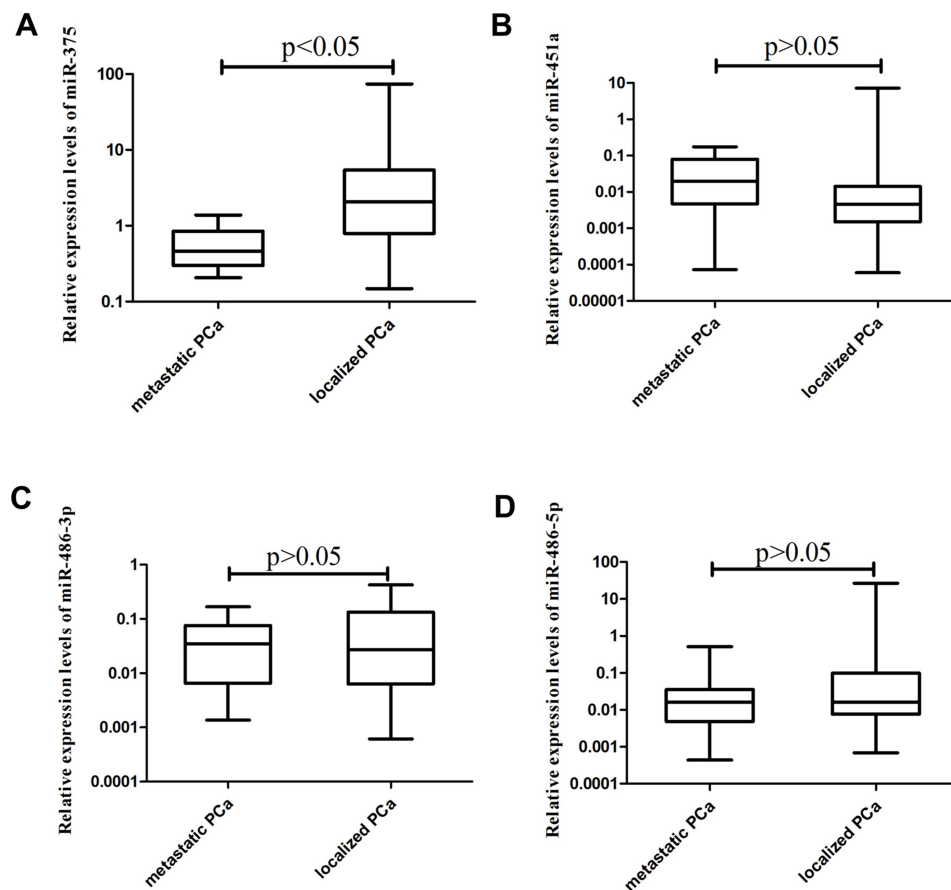 A
Relative expression levels of miR-375
p<0.05
100
10
1
0.1
metastatic PCa
localized PCa
B
Relative expression levels of miR-451a
p>0.05
10
1
0.1
0.01
0.001
0.0001
0.00001
metastatic PCa
localized PCa
C
Relative expression levels of miR-486-3p
p>0.05
1
0.1
0.01
0.001
0.0001
metastatic PCa
localized PCa
D
Relative expression levels of miR-486-5p
p>0.05
100
10
1
0.1
0.01
0.001
0.0001
metastatic PCa
localized PCa